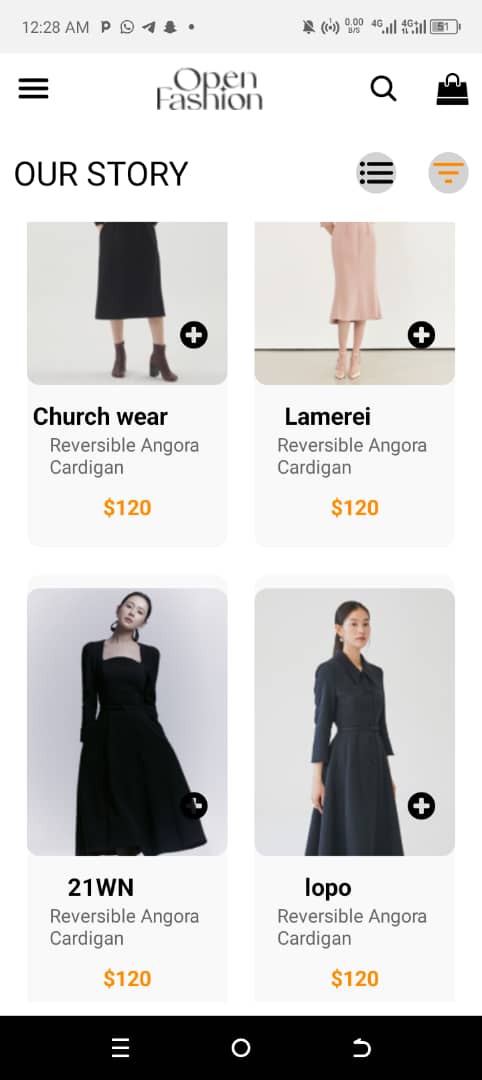 12:28 AM
0.00
B/S
4G
4G+
51
Open
Fashion
OUR STORY
Church wear
Reversible Angora
Cardigan
$120
Lamerei
Reversible Angora
Cardigan
$120
21WN
Reversible Angora
Cardigan
$120
lopo
Reversible Angora
Cardigan
$120